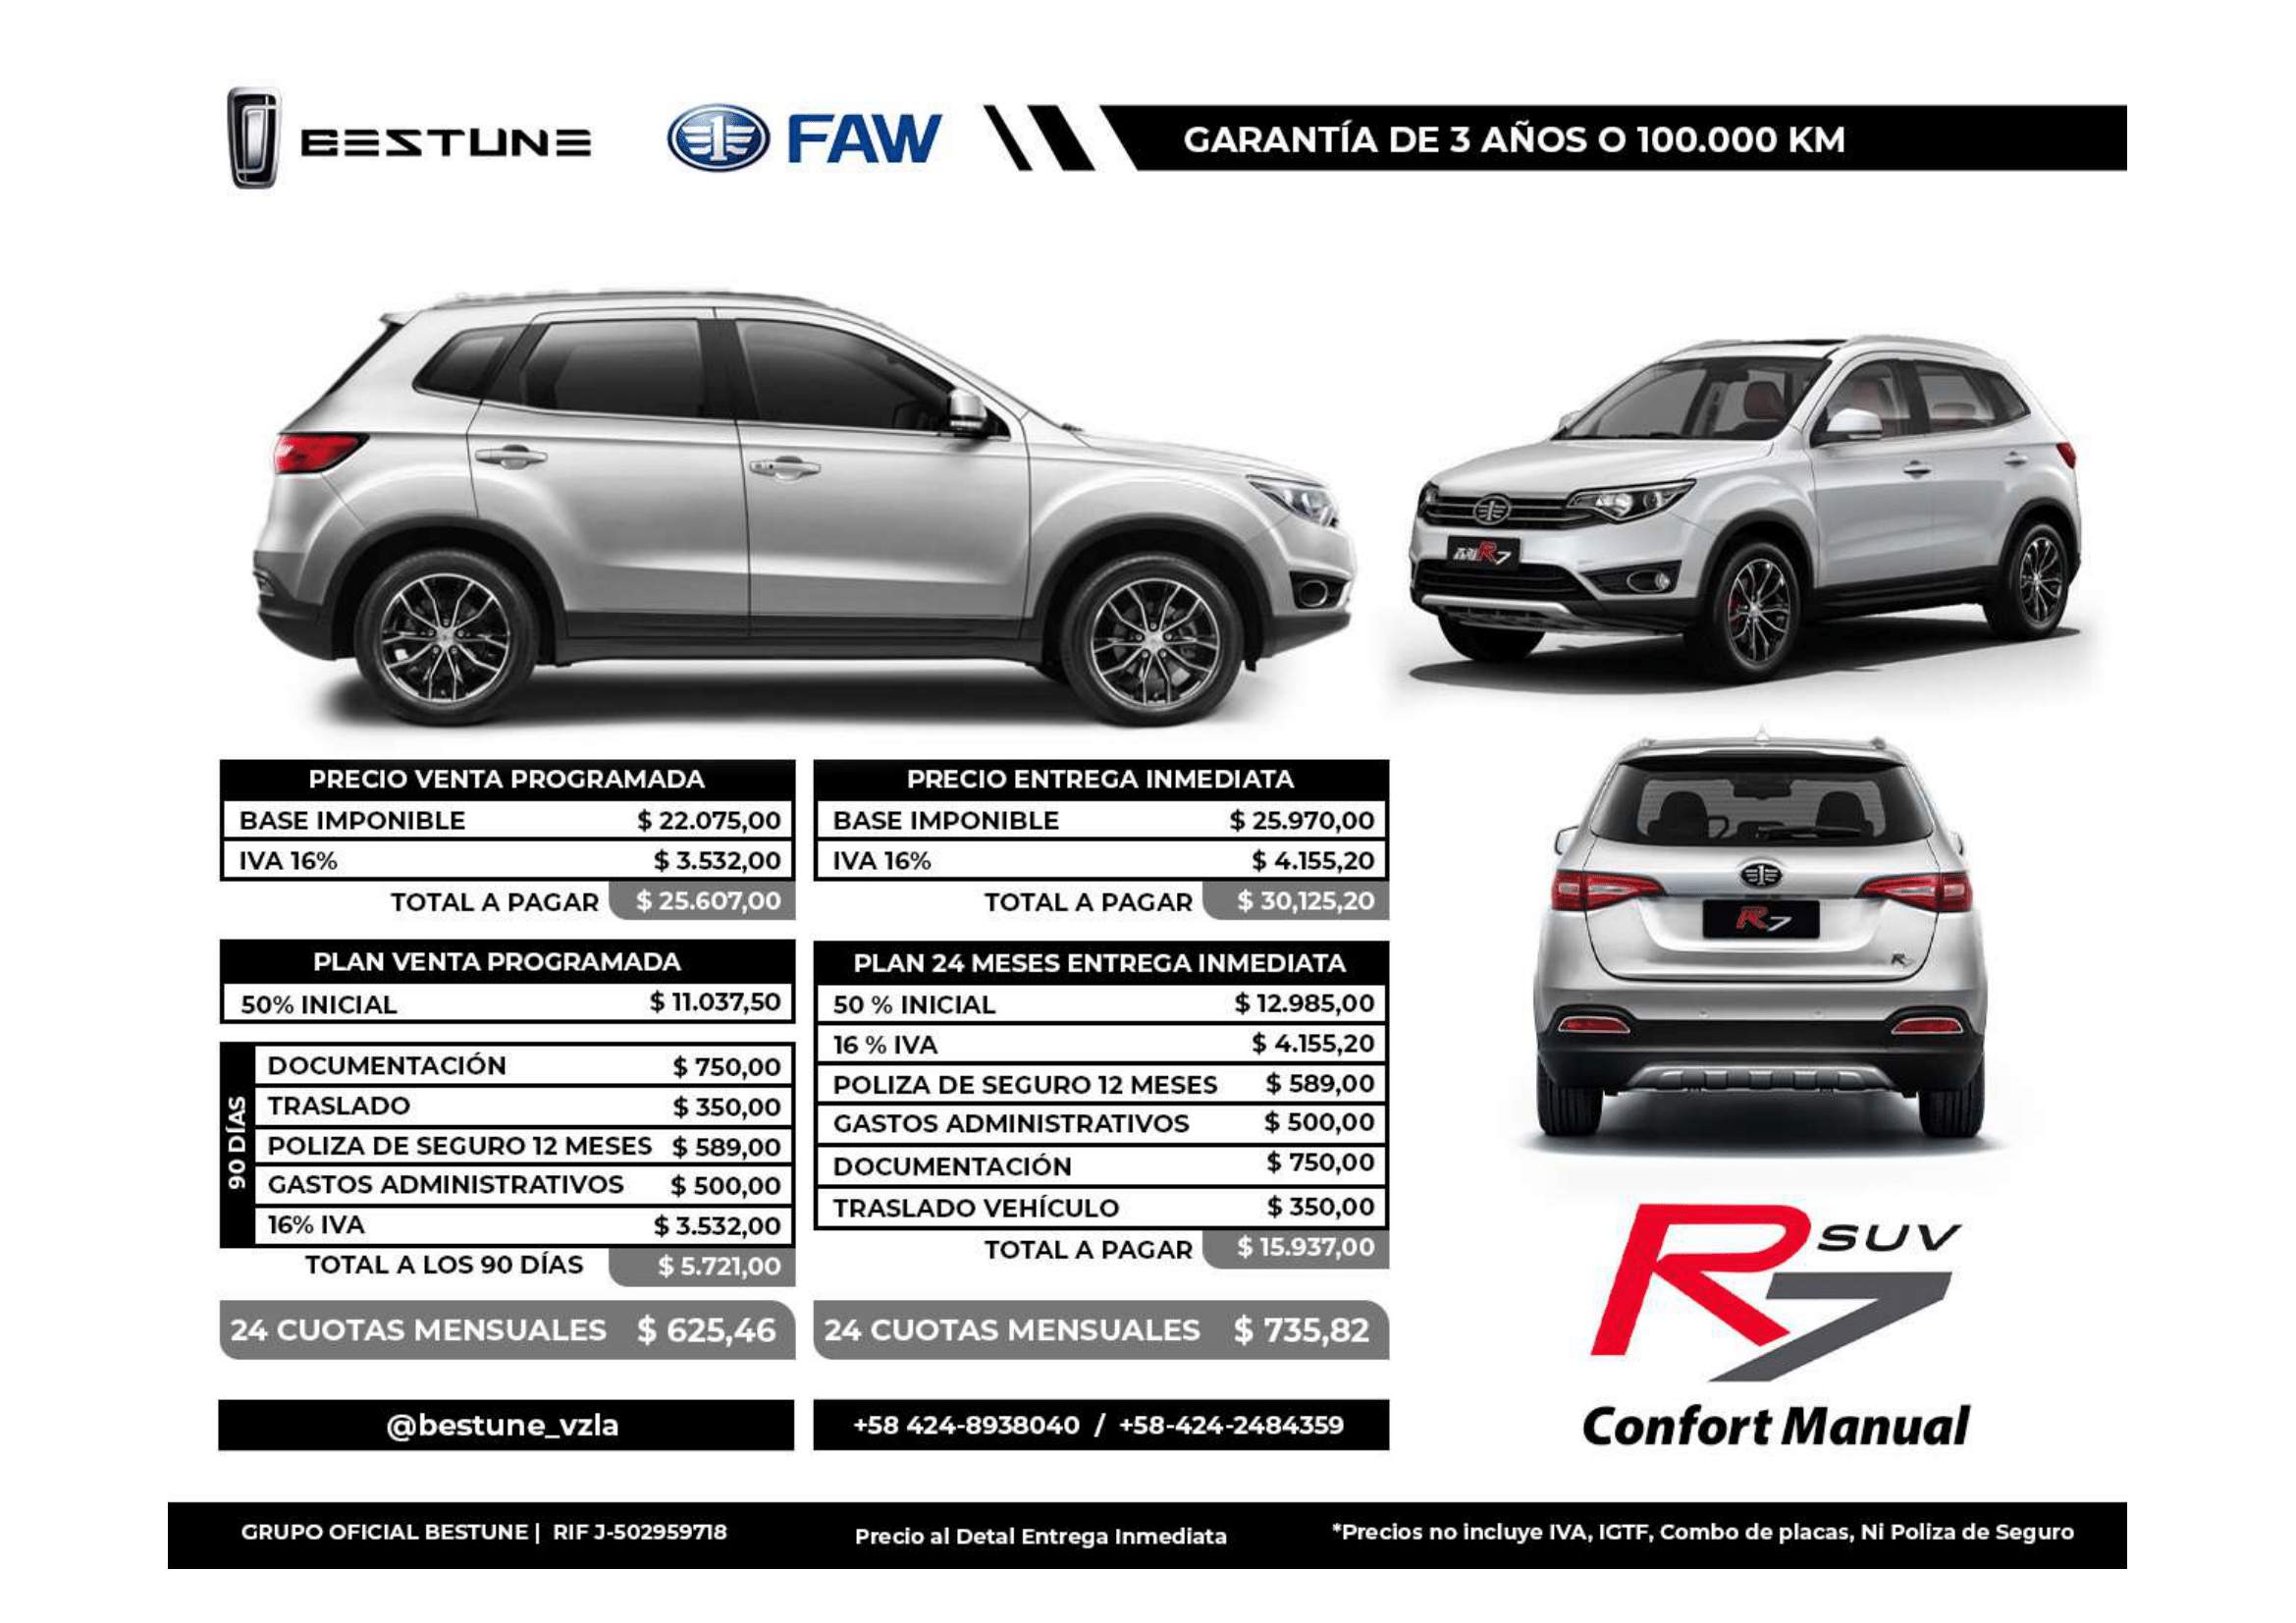 BESTUNE
FAW
GARANTÍA DE 3 AÑOS O 100.000 KM
R7
R7
R7
PRECIO VENTA PROGRAMADA
BASE IMPONIBLE $ 22.075,00
IVA 16% $ 3.532,00
TOTAL A PAGAR $ 25.607,00
PRECIO ENTREGA INMEDIATA
BASE IMPONIBLE $ 25.970,00
IVA 16% $ 4.155,20
TOTAL A PAGAR $ 30,125,20
PLAN VENTA PROGRAMADA
50% INICIAL $ 11.037,50
90 DÍAS
DOCUMENTACIÓN $ 750,00
TRASLADO $ 350,00
POLIZA DE SEGURO 12 MESES $ 589,00
GASTOS ADMINISTRATIVOS $ 500,00
16% IVA $ 3.532,00
TOTAL A LOS 90 DÍAS $ 5.721,00
24 CUOTAS MENSUALES $ 625,46
PLAN 24 MESES ENTREGA INMEDIATA
50 % INICIAL $ 12.985,00
16 % IVA $ 4.155,20
POLIZA DE SEGURO 12 MESES $ 589,00
GASTOS ADMINISTRATIVOS $ 500,00
DOCUMENTACIÓN $ 750,00
TRASLADO VEHÍCULO $ 350,00
TOTAL A PAGAR $ 15.937,00
24 CUOTAS MENSUALES $ 735,82
R7 SUV
Confort Manual
@bestune_vzla
+58 424-8938040 / +58-424-2484359
GRUPO OFICIAL BESTUNE | RIF J-502959718
Precio al Detal Entrega Inmediata
*Precios no incluye IVA, IGTF, Combo de placas, Ni Poliza de Seguro